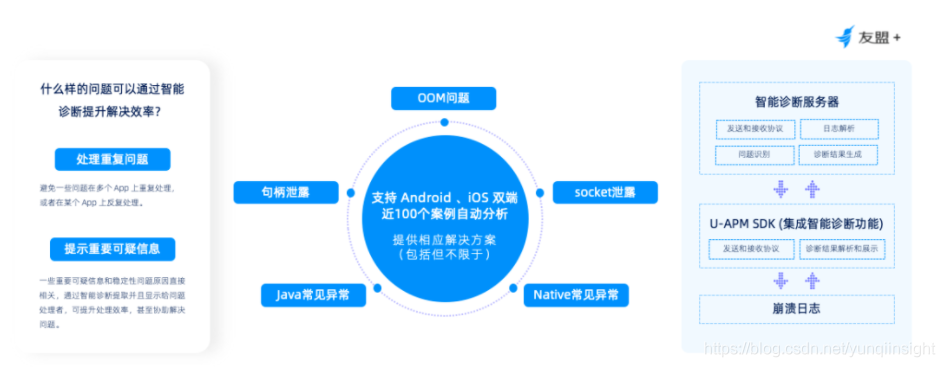 友盟+
什么样的问题可以通过智能
诊断提升解决效率?
处理重复问题
避免一些问题在多个 App 上重复处理,
或者在某个 App 上反复处理。
提示重要可疑信息
一些重要可疑信息和稳定性问题原因直接
相关，通过智能诊断提取并且显示给问题
处理者，可提升处理效率，甚至协助解决
问题。
OOM问题
句柄泄露
socket泄露
支持 Android 、iOS 双端
近100个案例自动分析
提供相应解决方案
（包括但不限于）
Java常见异常
Native常见异常
智能诊断服务器
发送和接收协议
日志解析
问题识别
诊断结果生成
U-APM SDK (集成智能诊断功能)
发送和接收协议
诊断结果解析和展示
崩溃日志
https://blog.csdn.net/yunqiinsight